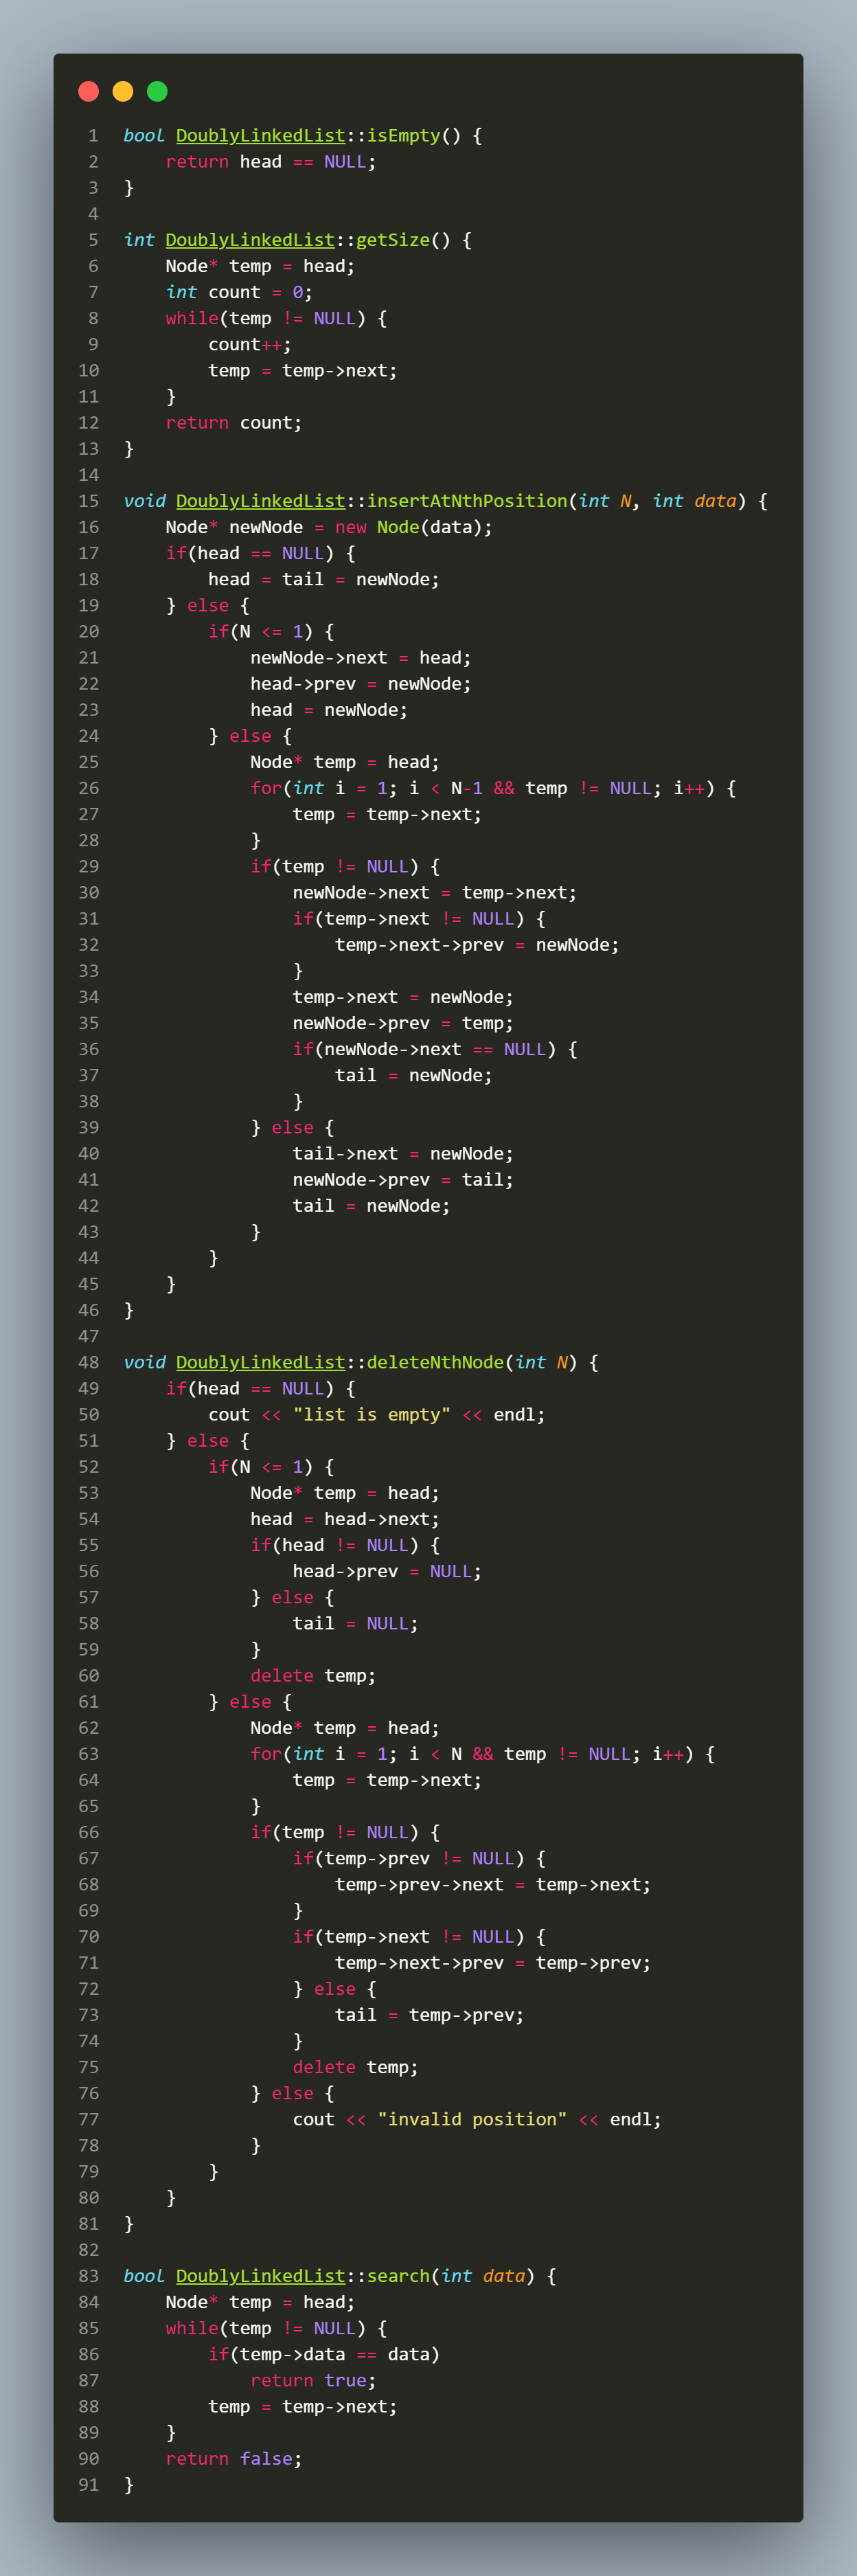 1 bool DoublyLinkedList::isEmpty() {
2     return head == NULL;
3 }
4
5 int DoublyLinkedList::getSize() {
6     Node* temp = head;
7     int count = 0;
8     while(temp != NULL) {
9         count++;
10         temp = temp->next;
11     }
12     return count;
13 }
14
15 void DoublyLinkedList::insertAtNthPosition(int N, int data) {
16     Node* newNode = new Node(data);
17     if(head == NULL) {
18         head = tail = newNode;
19     } else {
20         if(N <= 1) {
21             newNode->next = head;
22             head->prev = newNode;
23             head = newNode;
24         } else {
25             Node* temp = head;
26             for(int i = 1; i < N-1 && temp != NULL; i++) {
27                 temp = temp->next;
28             }
29             if(temp != NULL) {
30                 newNode->next = temp->next;
31                 if(temp->next != NULL) {
32                     temp->next->prev = newNode;
33                 }
34                 temp->next = newNode;
35                 newNode->prev = temp;
36                 if(newNode->next == NULL) {
37                     tail = newNode;
38                 }
39             } else {
40                 tail->next = newNode;
41                 newNode->prev = tail;
42                 tail = newNode;
43             }
44         }
45     }
46 }
47
48 void DoublyLinkedList::deleteNthNode(int N) {
49     if(head == NULL) {
50         cout << "list is empty" << endl;
51     } else {
52         if(N <= 1) {
53             Node* temp = head;
54             head = head->next;
55             if(head != NULL) {
56                 head->prev = NULL;
57             } else {
58                 tail = NULL;
59             }
60             delete temp;
61         } else {
62             Node* temp = head;
63             for(int i = 1; i < N && temp != NULL; i++) {
64                 temp = temp->next;
65             }
66             if(temp != NULL) {
67                 if(temp->prev != NULL) {
68                     temp->prev->next = temp->next;
69                 }
70                 if(temp->next != NULL) {
71                     temp->next->prev = temp->prev;
72                 } else {
73                     tail = temp->prev;
74                 }
75                 delete temp;
76             } else {
77                 cout << "invalid position" << endl;
78             }
79         }
80     }
81 }
82
83 bool DoublyLinkedList::search(int data) {
84     Node* temp = head;
85     while(temp != NULL) {
86         if(temp->data == data)
87             return true;
88         temp = temp->next;
89     }
90     return false;
91 }